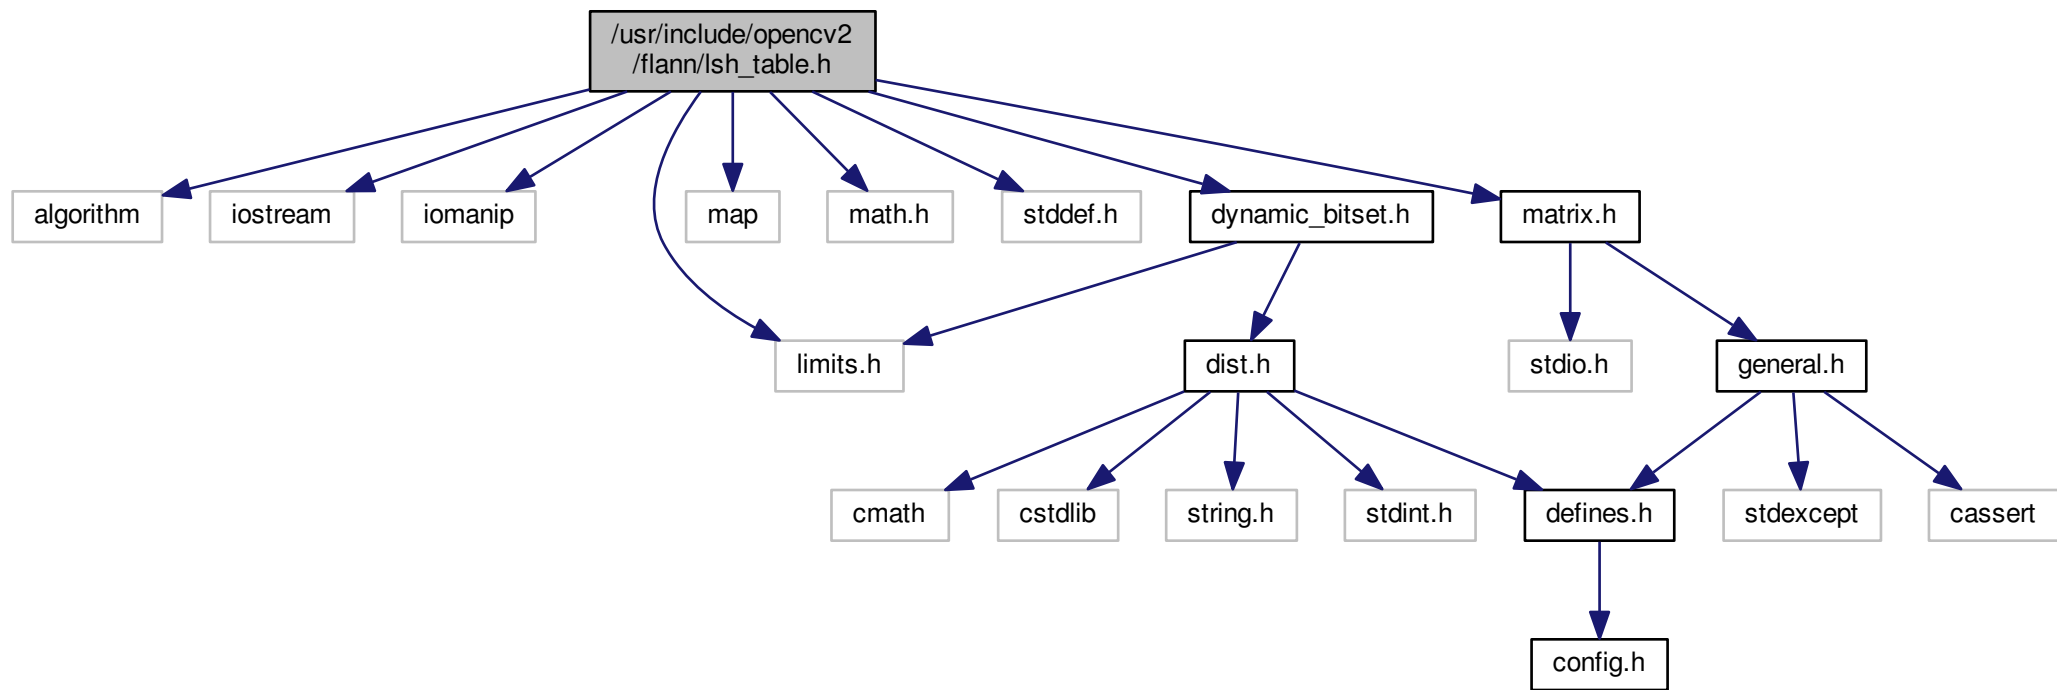 /usr/include/opencv2
/flann/lsh_table.h
algorithm
iostream
iomanip
map
math.h
stddef.h
dynamic_bitset.h
matrix.h
limits.h
dist.h
stdio.h
general.h
cmath
cstdlib
string.h
stdint.h
defines.h
stdexcept
cassert
config.h